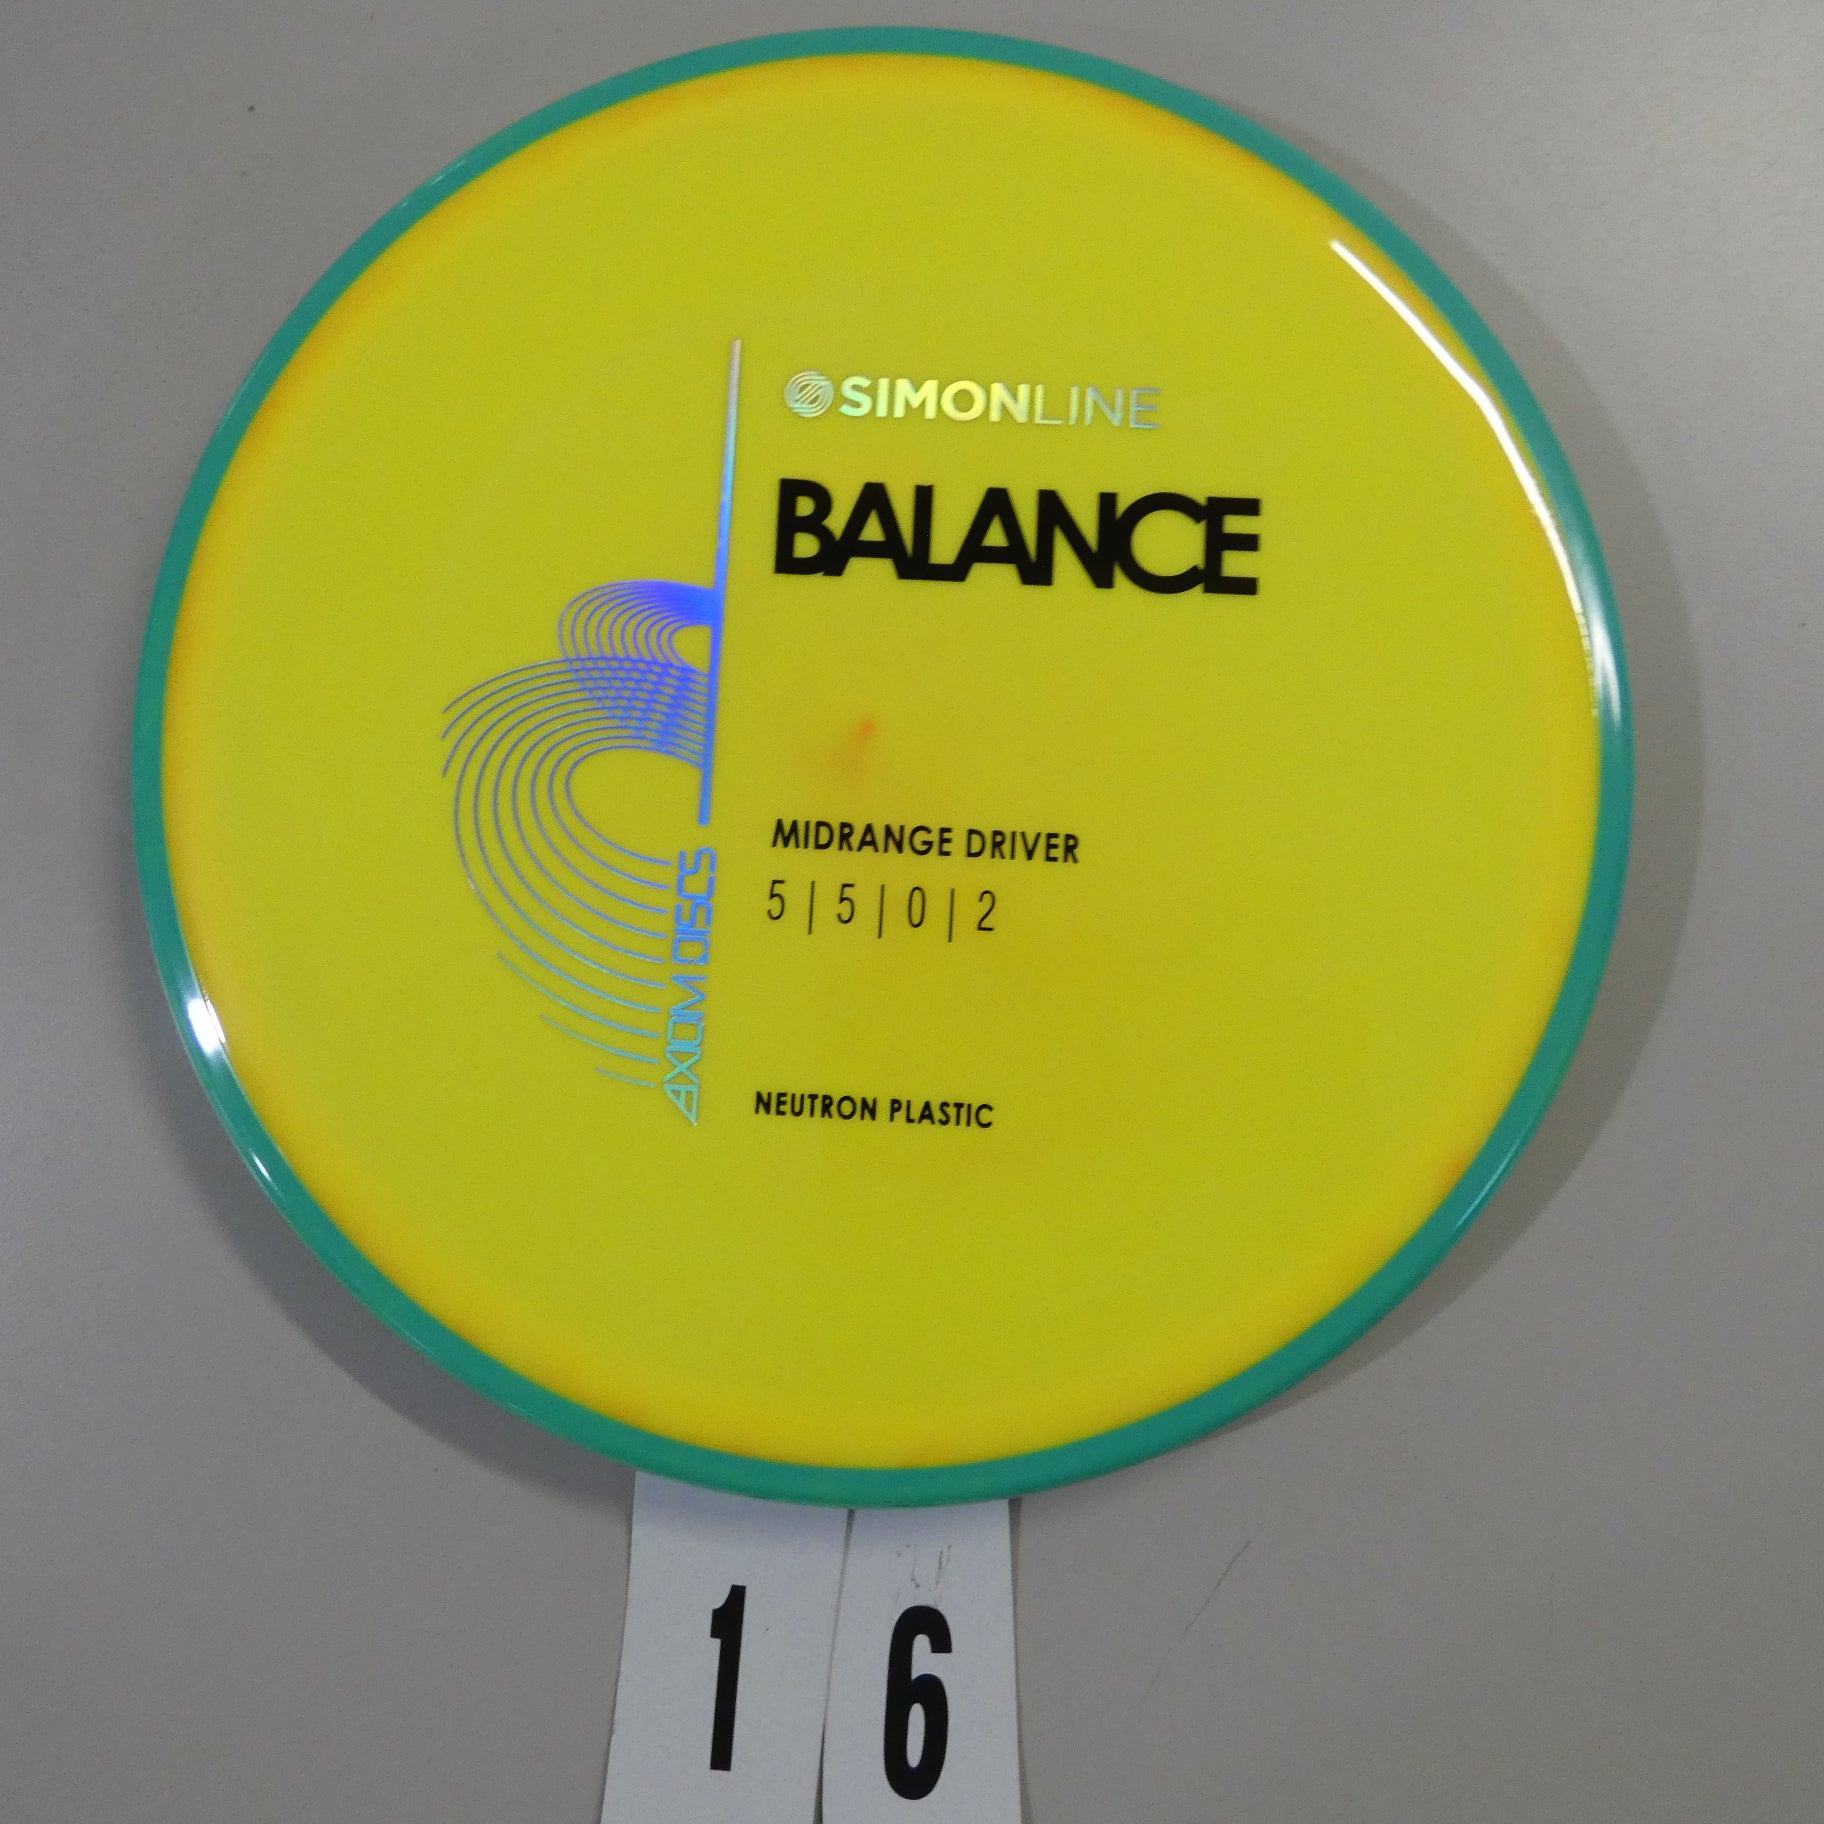 SIMONLINE
BALANCE
MIDRANGE DRIVER
5 | 5 | 0 | 2
AXIOM DISCS
NEUTRON PLASTIC
1 6